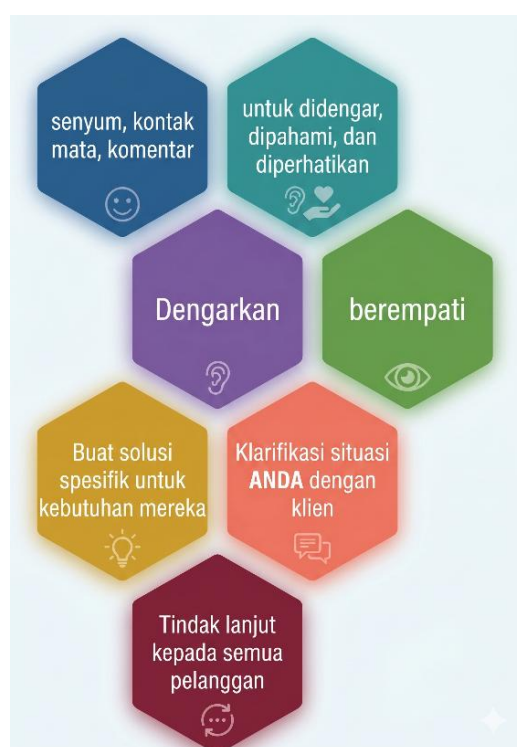 senyum, kontak
mata, komentar
untuk didengar,
dipahami, dan
diperhatikan
Dengarkan
berempati
Buat solusi
spesifik untuk
kebutuhan mereka
Klarifikasi situasi
ANDA dengan
klien
Tindak lanjut
kepada semua
pelanggan